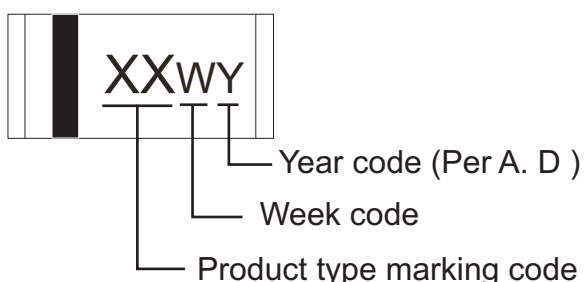 XXWY
Year code (Per A. D )
Week code
Product type marking code